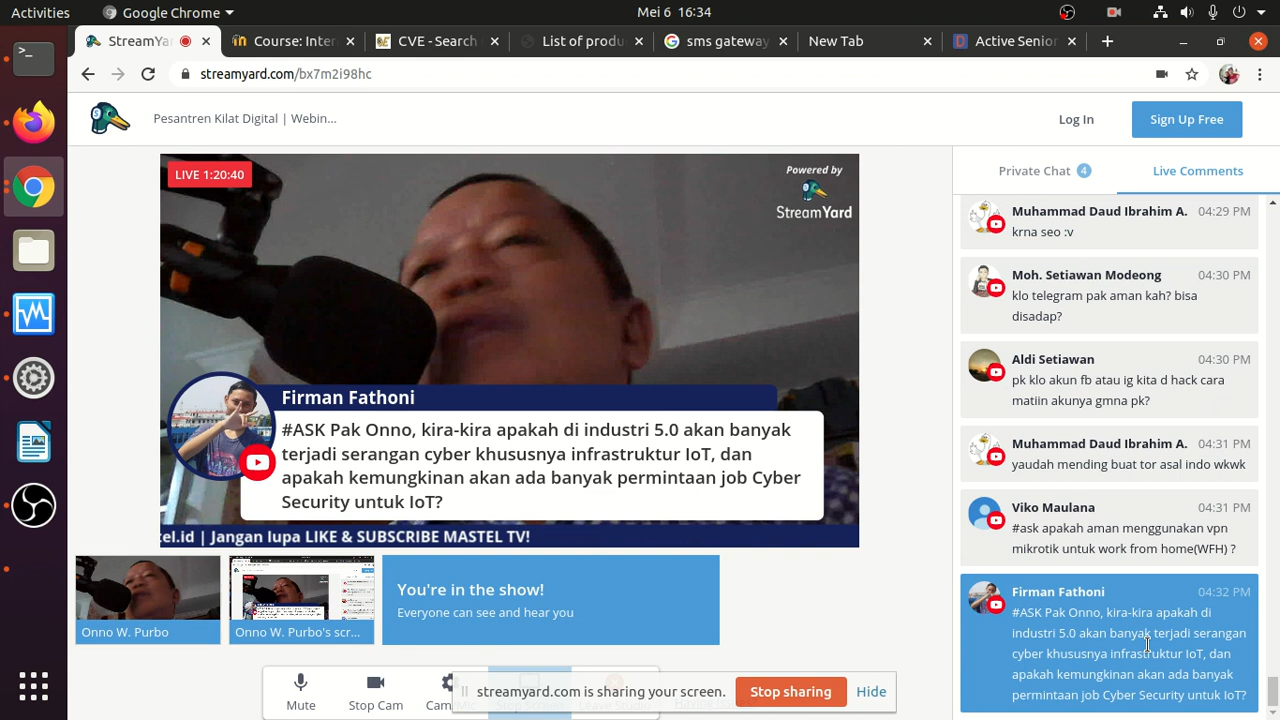 Activities
Google Chrome
Mei 6 16:34
StreamYar
Course: Inter
CVE - Search
List of produ
sms gateway
New Tab
Active Senior
streamyard.com/bx7m2i98hc
Pesantren Kilat Digital | Webin...
Log In
Sign Up Free
LIVE 1:20:40
Powered by
StreamYard
Firman Fathoni
#ASK Pak Onno, kira-kira apakah di industri 5.0 akan banyak
terjadi serangan cyber khususnya infrastruktur IoT, dan
apakah kemungkinan akan ada banyak permintaan job Cyber
Security untuk IoT?
tel.id | Jangan lupa LIKE & SUBSCRIBE MASTEL TV!
Onno W. Purbo
Onno W. Purbo's scr...
You're in the show!
Everyone can see and hear you
Mute
Stop Cam
Cam
streamyard.com is sharing your screen.
Stop sharing
Hide
Private Chat 4
Live Comments
Muhammad Daud Ibrahim A. 04:29 PM
krna seo :v
Moh. Setiawan Modeong 04:30 PM
klo telegram pak aman kah? bisa
disadap?
Aldi Setiawan 04:30 PM
pk klo akun fb atau ig kita d hack cara
matiin akunya gmna pk?
Muhammad Daud Ibrahim A. 04:31 PM
yaudah mending buat tor asal indo wkwk
Viko Maulana 04:31 PM
#ask apakah aman menggunakan vpn
mikrotik untuk work from home(WFH) ?
Firman Fathoni 04:32 PM
#ASK Pak Onno, kira-kira apakah di
industri 5.0 akan banyak terjadi serangan
cyber khususnya infrastruktur IoT, dan
apakah kemungkinan akan ada banyak
permintaan job Cyber Security untuk IoT?